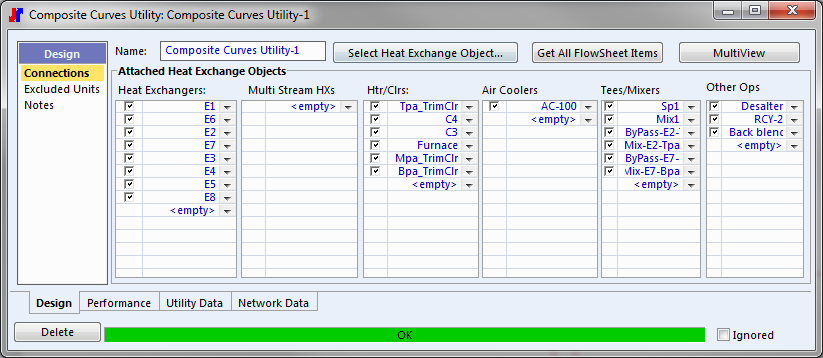 Composite Curves Utility: Composite Curves Utility-1
Design
Connections
Excluded Units
Notes
Name: Composite Curves Utility-1 Select Heat Exchange Object... Get All FlowSheet Items MultiView
Attached Heat Exchange Objects
Heat Exchangers: Multi Stream HXs Htr/Clrs: Air Coolers Tees/Mixers Other Ops
E1 <empty> Tpa_TrimClr AC-100 Sp1 Desalter
E6 C4 <empty> Mix1 RCY-2
E2 C3 ByPass-E2-T Back blenc
E7 Furnace Mix-E2-Tpa <empty>
E3 Mpa_TrimClr ByPass-E7-
E4 Bpa_TrimClr Mix-E7-Bpa
E5 <empty> <empty>
E8
<empty>
Design Performance Utility Data Network Data
Delete OK Ignored